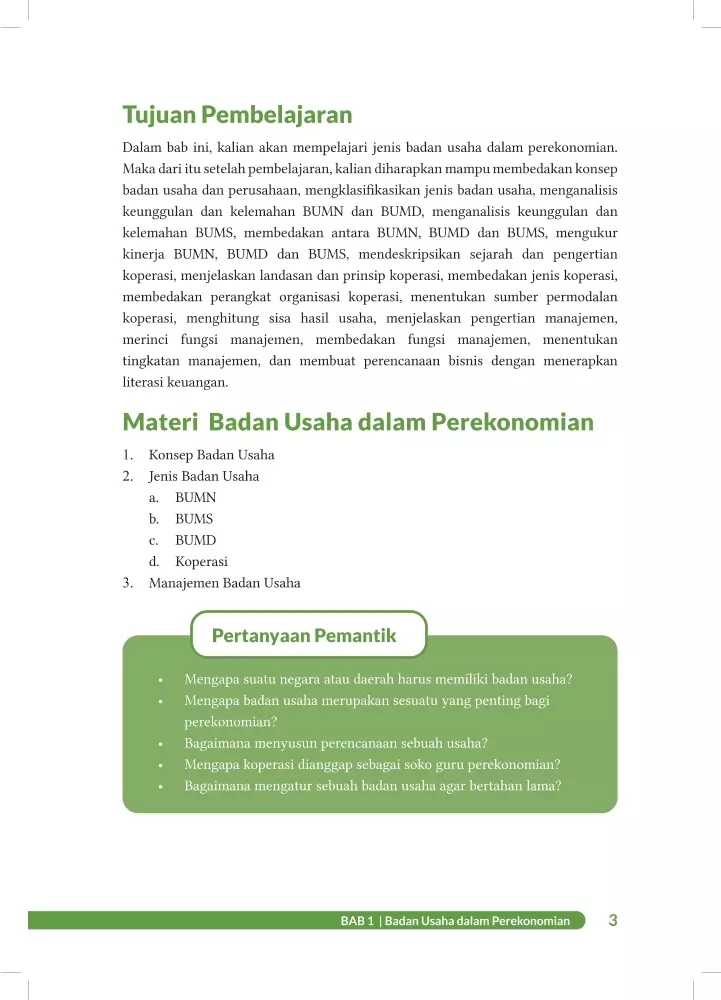 Tujuan Pembelajaran
Dalam bab ini, kalian akan mempelajari jenis badan usaha dalam perekonomian.
Maka dari itu setelah pembelajaran, kalian diharapkan mampu membedakan konsep
badan usaha dan perusahaan, mengklasifikasikan jenis badan usaha, menganalisis
keunggulan dan kelemahan BUMN dan BUMD, menganalisis keunggulan dan
kelemahan BUMS, membedakan antara BUMN, BUMD dan BUMS, mengukur
kinerja BUMN, BUMD dan BUMS, mendeskripsikan sejarah dan pengertian
koperasi, menjelaskan landasan dan prinsip koperasi, membedakan jenis koperasi,
membedakan perangkat organisasi koperasi, menentukan sumber permodalan
koperasi, menghitung sisa hasil usaha, menjelaskan pengertian manajemen,
merinci fungsi manajemen, membedakan fungsi manajemen, menentukan
tingkatan manajemen, dan membuat perencanaan bisnis dengan menerapkan
literasi keuangan.
Materi Badan Usaha dalam Perekonomian
1. Konsep Badan Usaha
2. Jenis Badan Usaha
a. BUMN
b. BUMS
c. BUMD
d. Koperasi
3. Manajemen Badan Usaha
Pertanyaan Pemantik
• Mengapa suatu negara atau daerah harus memiliki badan usaha?
• Mengapa badan usaha merupakan sesuatu yang penting bagi
perekonomian?
• Bagaimana menyusun perencanaan sebuah usaha?
• Mengapa koperasi dianggap sebagai soko guru perekonomian?
• Bagaimana mengatur sebuah badan usaha agar bertahan lama?
BAB 1 | Badan Usaha dalam Perekonomian 3